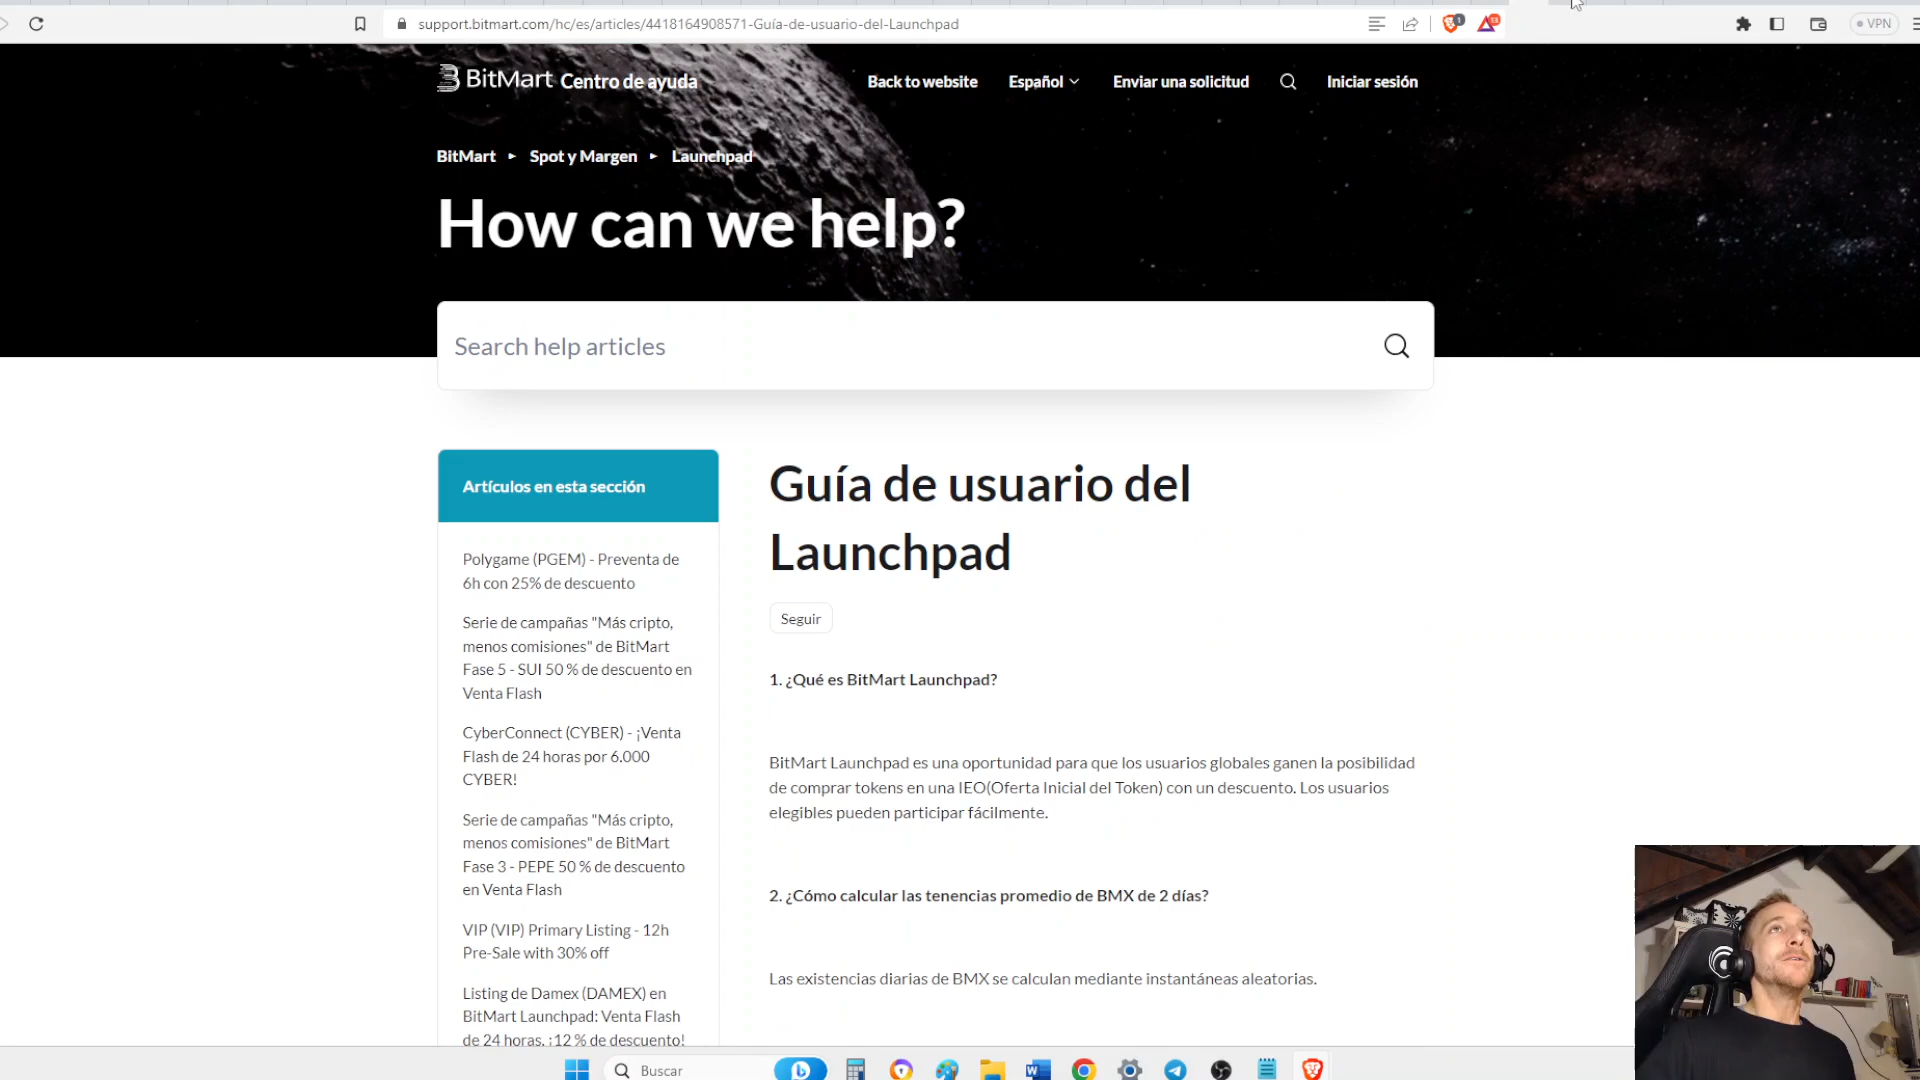 support.bitmart.com/hc/es/articles/4418164908571-Guía-de-usuario-del-Launchpad
1
13
VPN
BitMart Centro de ayuda
Back to website
Español
Enviar una solicitud
Iniciar sesión
BitMart ▸ Spot y Margen ▸ Launchpad
How can we help?
Search help articles
Artículos en esta sección
Polygame (PGEM) - Preventa de
6h con 25% de descuento
Serie de campañas "Más cripto,
menos comisiones" de BitMart
Fase 5 - SUI 50 % de descuento en
Venta Flash
CyberConnect (CYBER) - ¡Venta
Flash de 24 horas por 6.000
CYBER!
Serie de campañas "Más cripto,
menos comisiones" de BitMart
Fase 3 - PEPE 50 % de descuento
en Venta Flash
VIP (VIP) Primary Listing - 12h
Pre-Sale with 30% off
Listing de Damex (DAMEX) en
BitMart Launchpad: Venta Flash
de 24 horas. ¡12 % de descuento!
Guía de usuario del
Launchpad
Seguir
1. ¿Qué es BitMart Launchpad?
BitMart Launchpad es una oportunidad para que los usuarios globales ganen la posibilidad
de comprar tokens en una IEO(Oferta Inicial del Token) con un descuento. Los usuarios
elegibles pueden participar fácilmente.
2. ¿Cómo calcular las tenencias promedio de BMX de 2 días?
Las existencias diarias de BMX se calculan mediante instantáneas aleatorias.
Buscar